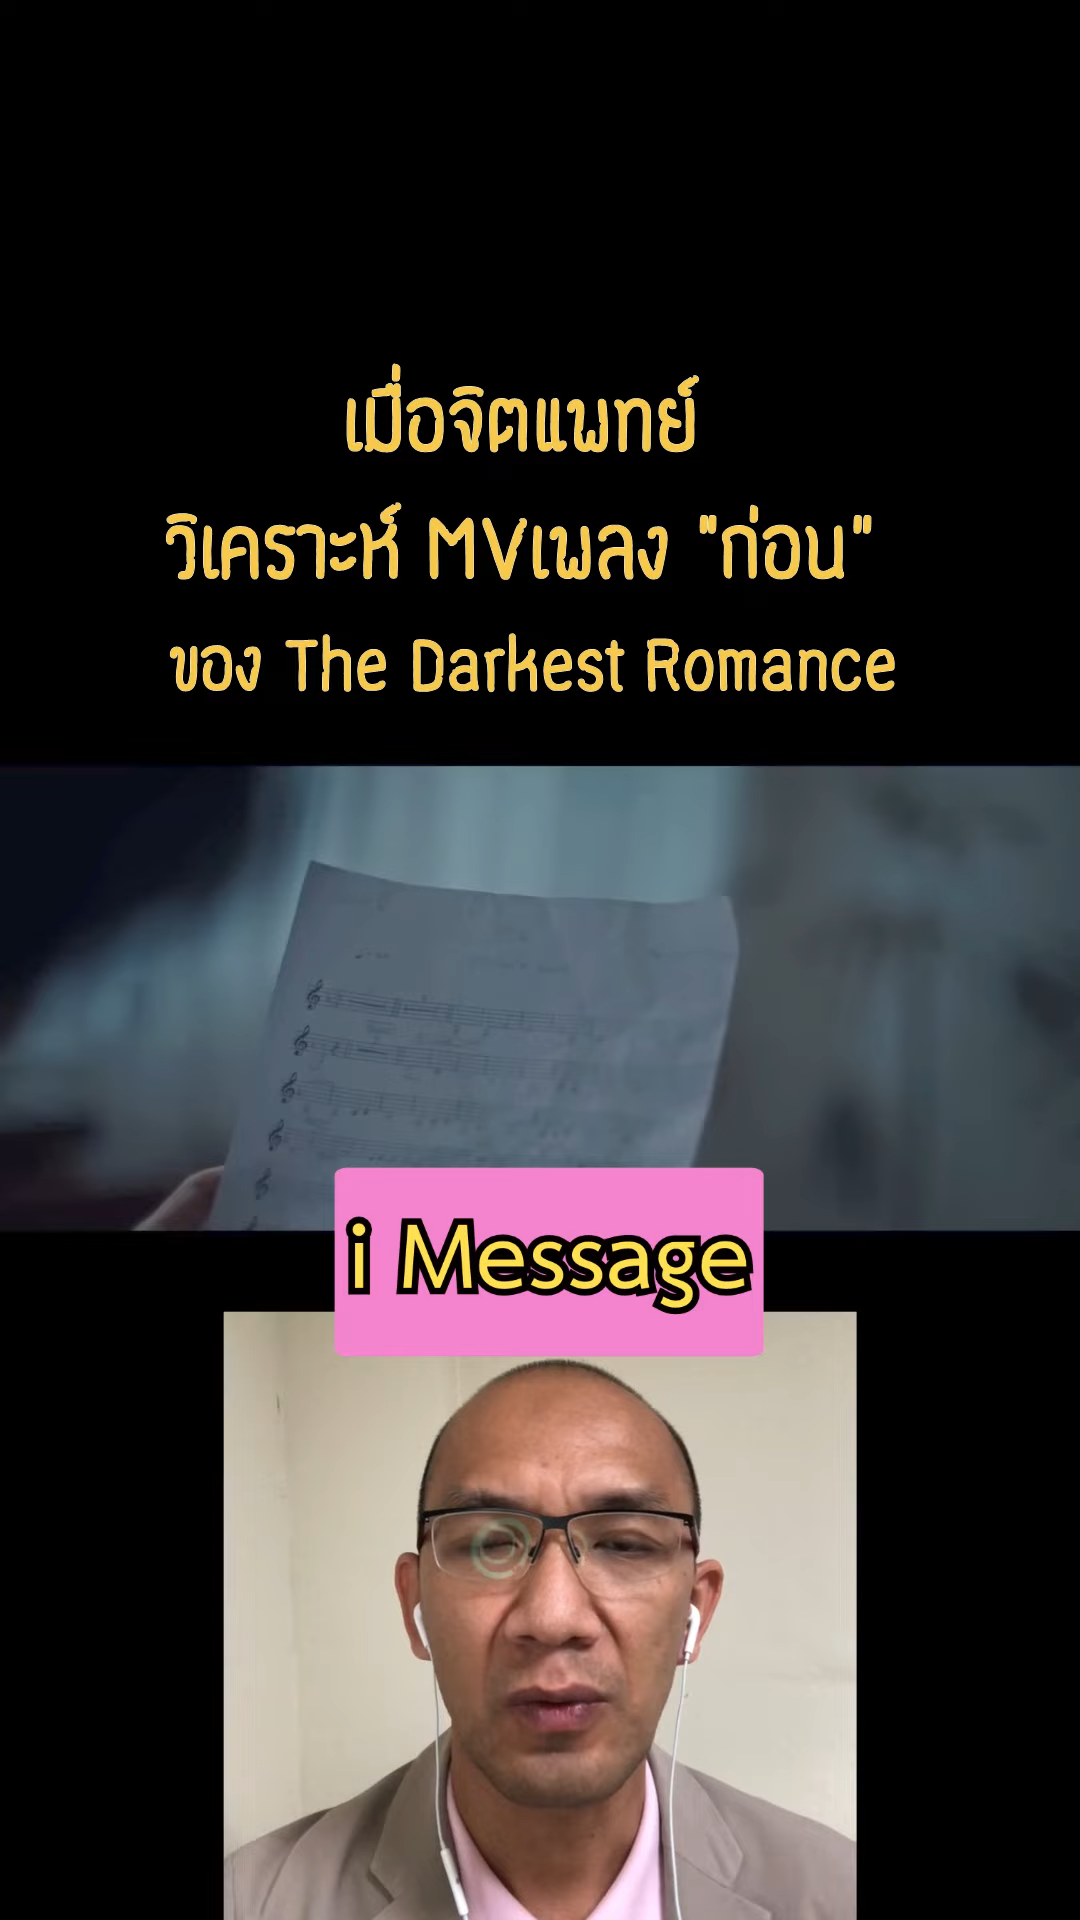 เมื่อจิตแพทย์
วิเคราะห์ MVเพลง "ก่อน"
ของ The Darkest Romance
i Message